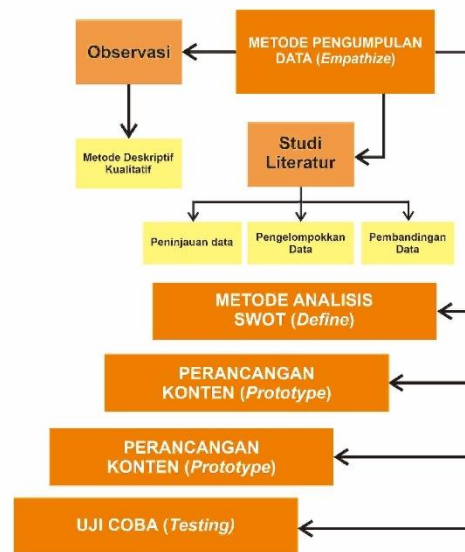 METODE PENGUMPULAN
DATA (Empathize)
Observasi
Metode Deskriptif
Kualitatif
Studi
Literatur
Peninjauan data
Pengelompokkan
Data
Pembandingan
Data
METODE ANALISIS
SWOT (Define)
PERANCANGAN
KONTEN (Prototype)
PERANCANGAN
KONTEN (Prototype)
UJI COBA (Testing)